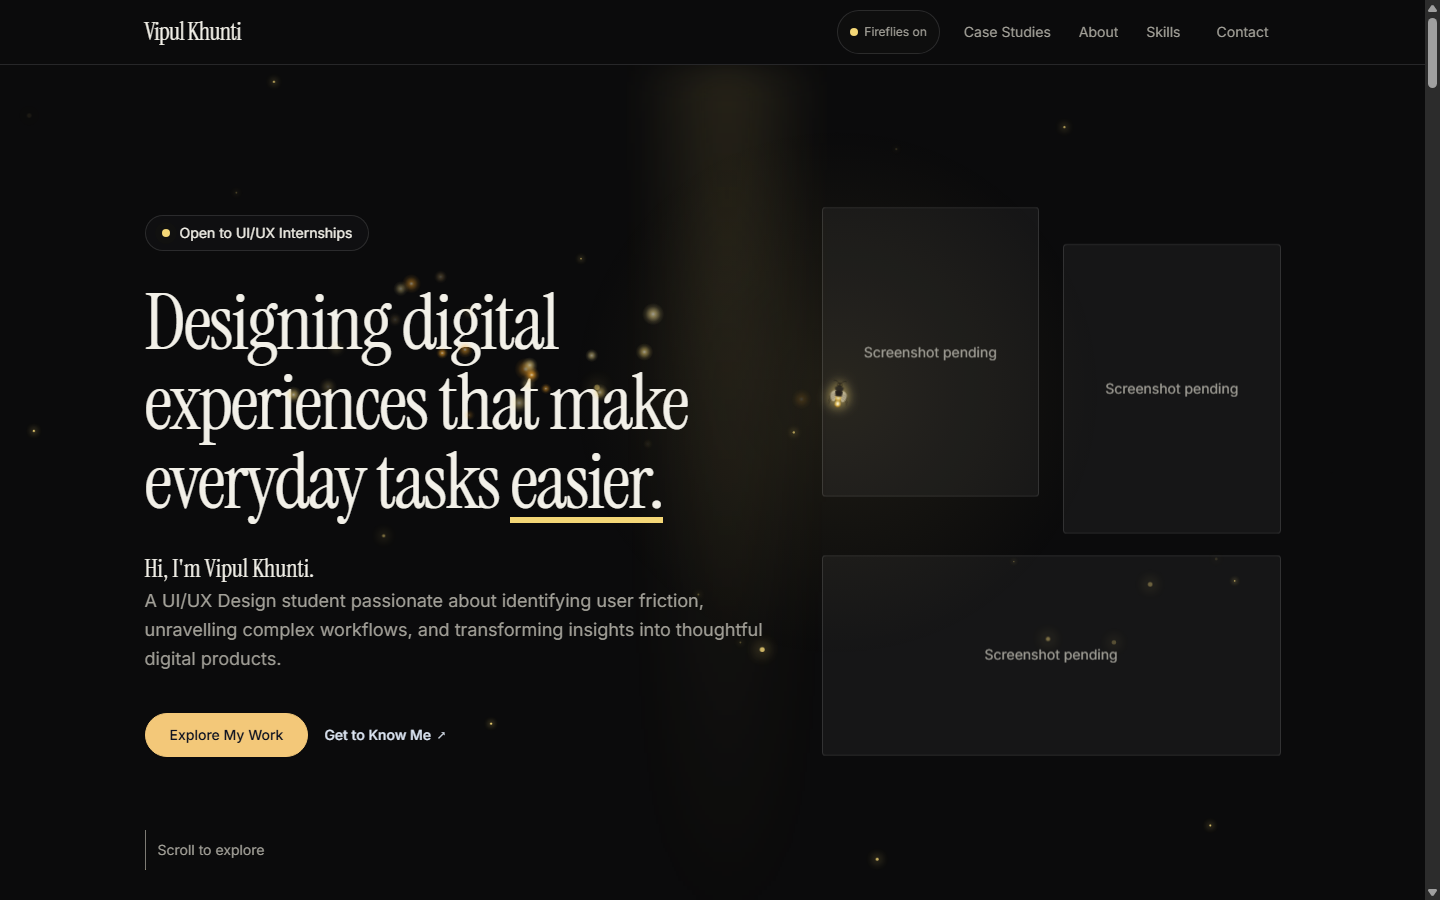 Vipul Khunti
Fireflies on
Case Studies
About
Skills
Contact
Open to UI/UX Internships
Designing digital
experiences that make
everyday tasks easier.
Hi, I'm Vipul Khunti.
A UI/UX Design student passionate about identifying user friction,
unravelling complex workflows, and transforming insights into thoughtful
digital products.
Explore My Work
Get to Know Me ↗
Scroll to explore
Screenshot pending
Screenshot pending
Screenshot pending